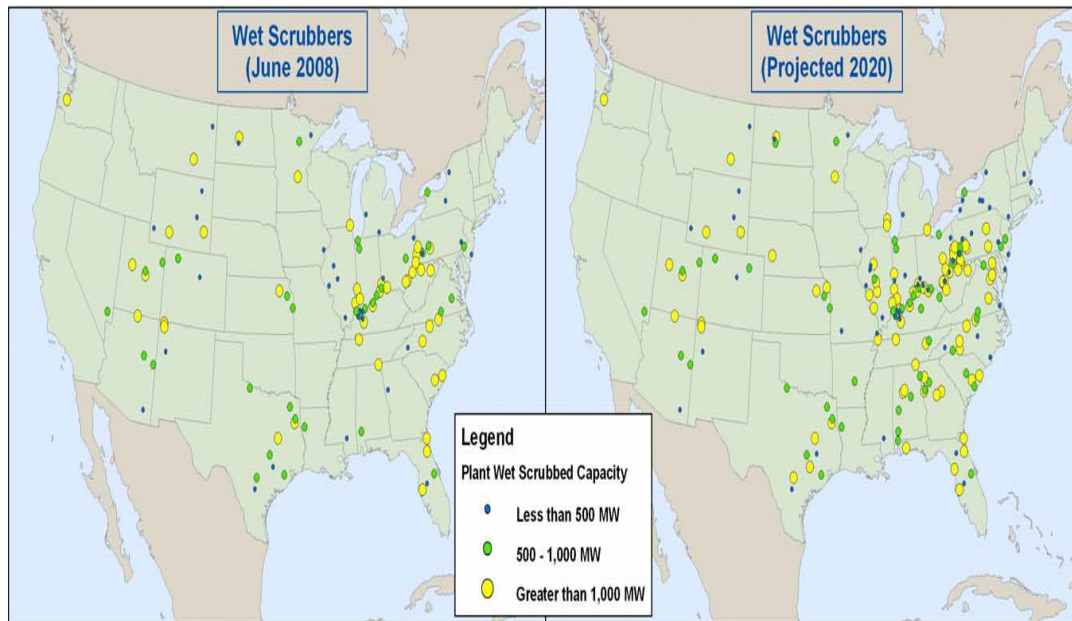 Wet Scrubbers
(June 2008)
Wet Scrubbers
(Projected 2020)
Legend
Plant Wet Scrubbed Capacity
Less than 500 MW
500 - 1,000 MW
Greater than 1,000 MW